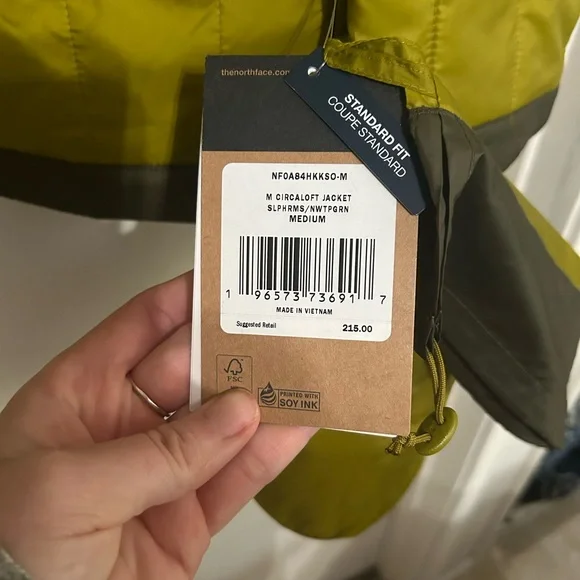 thenorthface.com
STANDARD FIT
COUPE STANDARD
NF0A84HKKSO-M
M CIRCALOFT JACKET
SLPHRMS/NWTPGRN
MEDIUM
1 96573 73691 7
MADE IN VIETNAM
Suggested Retail 215.00
FSC
PRINTED WITH
SOY INK